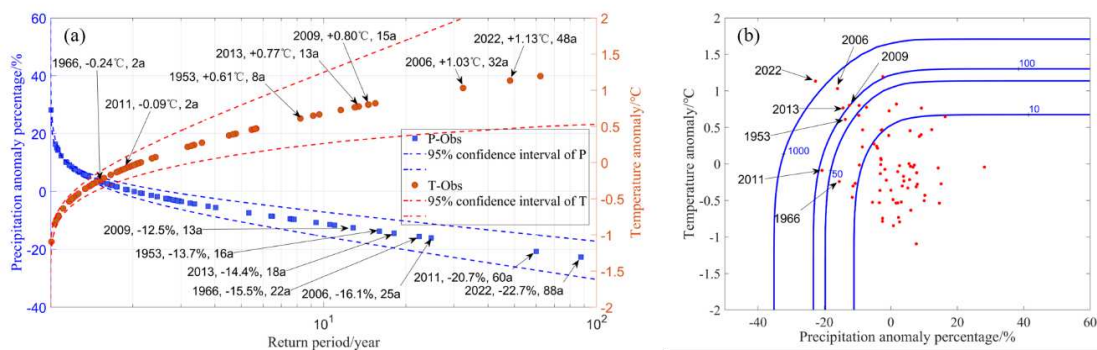 (a)
60
40
20
0
-20
-40
Precipitation anomaly percentage/%
2
1.5
1
0.5
0
-0.5
-1
-1.5
-2
Temperature anomaly/℃
10¹
10²
Return period/year
1966, -0.24℃, 2a
2011, -0.09℃, 2a
1953, +0.61℃, 8a
2013, +0.77℃, 13a
2009, +0.80℃, 15a
2006, +1.03℃, 32a
2022, +1.13℃, 48a
P-Obs
95% confidence interval of P
T-Obs
95% confidence interval of T
2009, -12.5%, 13a
1953, -13.7%, 16a
2013, -14.4%, 18a
1966, -15.5%, 22a
2006, -16.1%, 25a
2011, -20.7%, 60a
2022, -22.7%, 88a
(b)
2
1.5
1
0.5
0
-0.5
-1
-1.5
2
Temperature anomaly/℃
-40
-20
0
20
40
60
Precipitation anomaly percentage/%
2006
2009
2022
2013
1953
2011
1966
1000
100
50
10